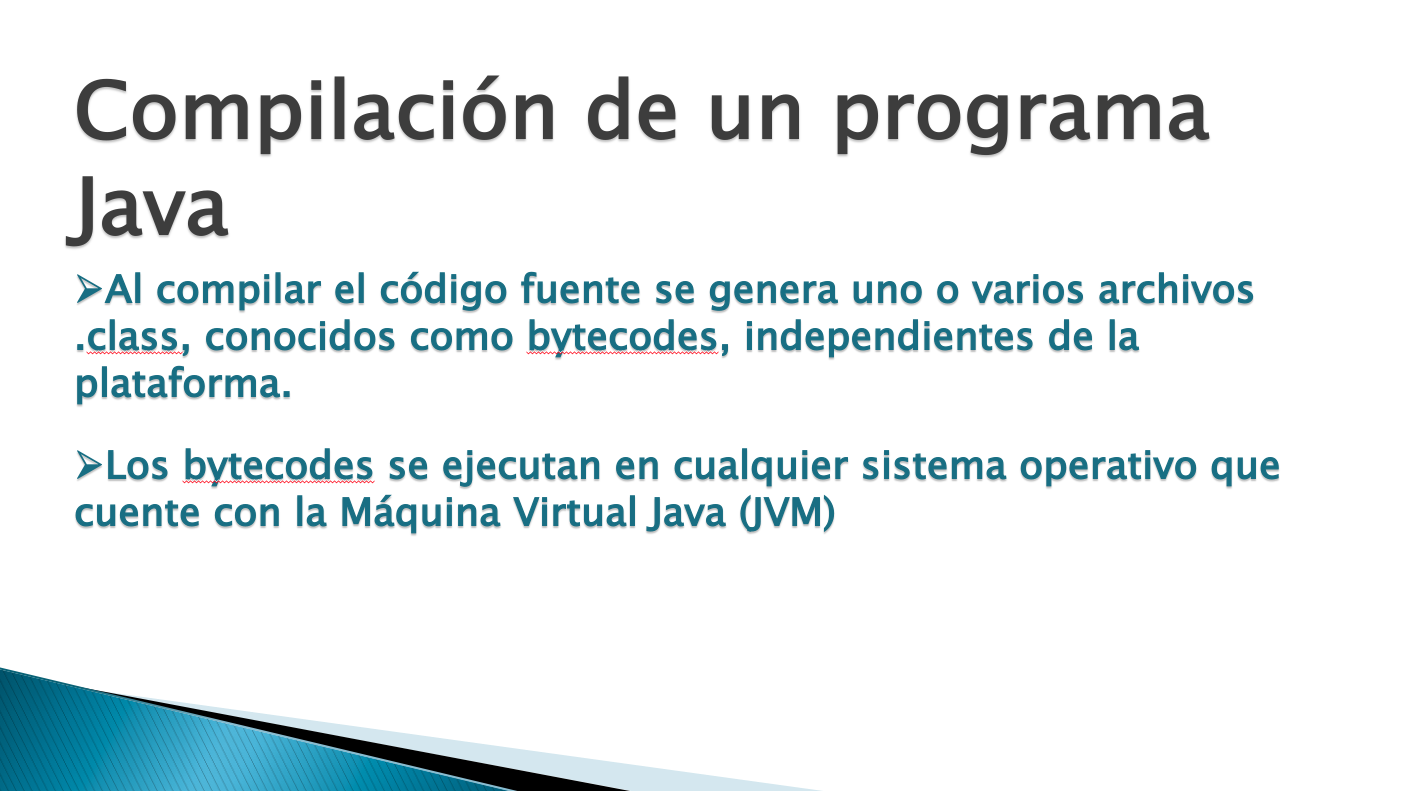 Compilación de un programa
Java
➢Al compilar el código fuente se genera uno o varios archivos
.class, conocidos como bytecodes, independientes de la
plataforma.
➢Los bytecodes se ejecutan en cualquier sistema operativo que
cuente con la Máquina Virtual Java (JVM)